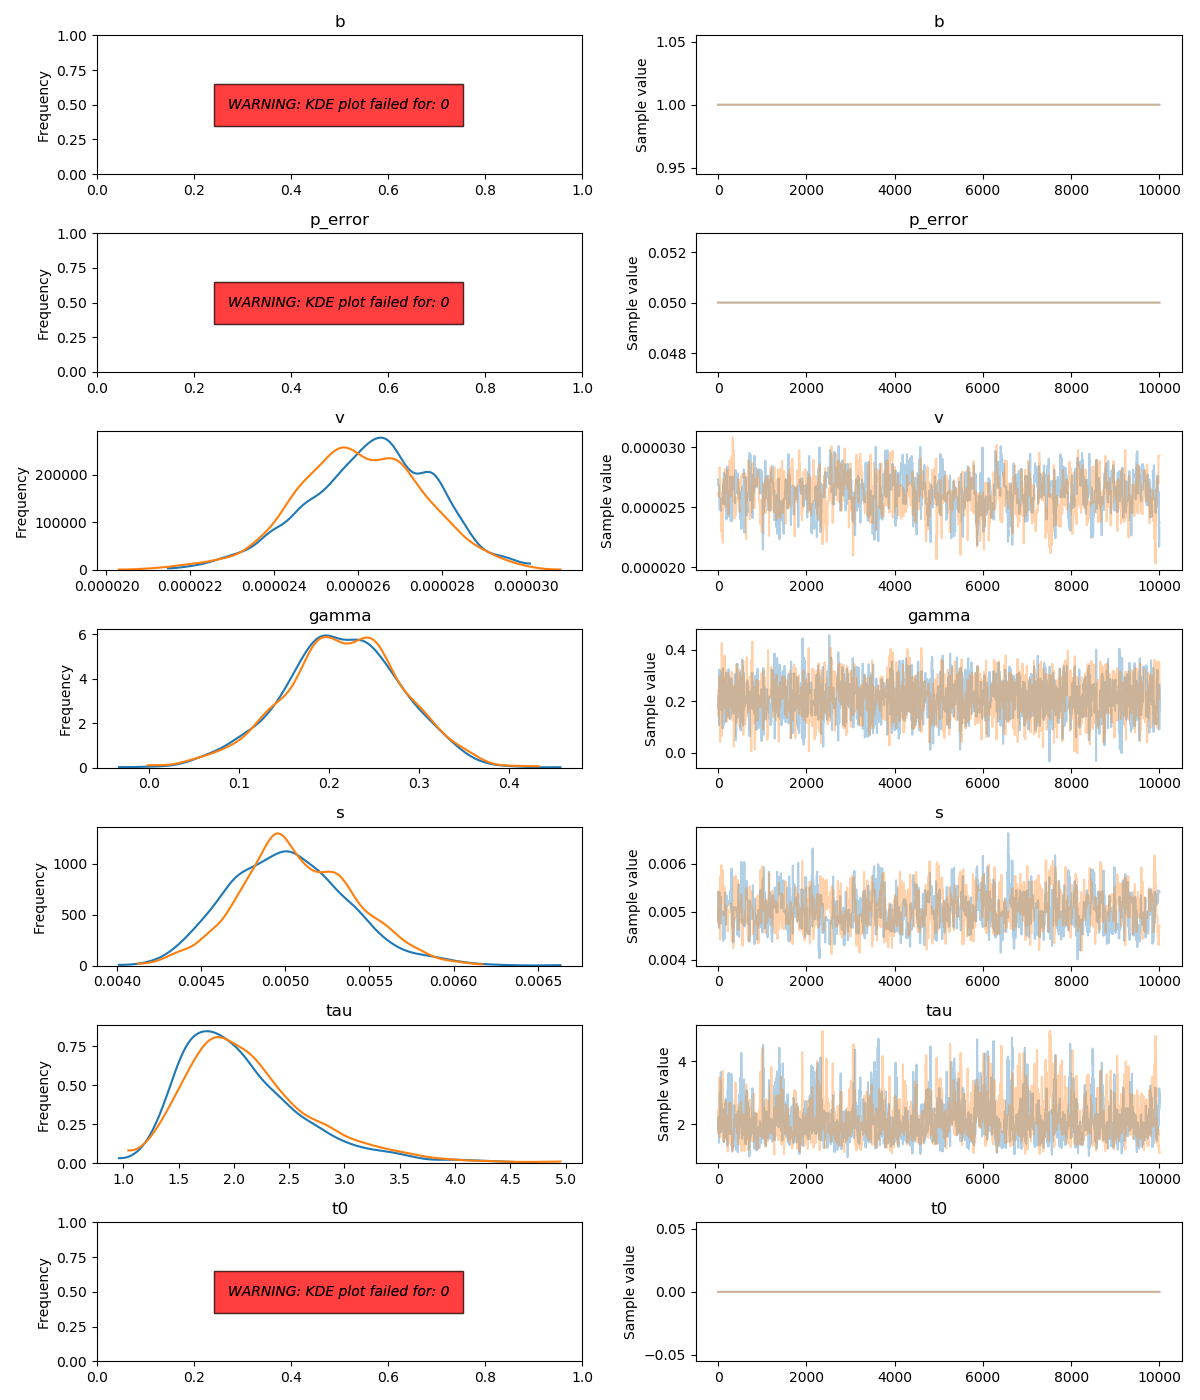 b
b
1.00
0.75
0.50
0.25
0.00
Frequency
WARNING: KDE plot failed for: 0
0.0 0.2 0.4 0.6 0.8 1.0
1.05
1.00
0.95
Sample value
0 2000 4000 6000 8000 10000
p_error
p_error
1.00
0.75
0.50
0.25
0.00
Frequency
WARNING: KDE plot failed for: 0
0.0 0.2 0.4 0.6 0.8 1.0
0.052
0.050
0.048
Sample value
0 2000 4000 6000 8000 10000
v
v
200000
100000
0
Frequency
0.000020 0.000022 0.000024 0.000026 0.000028 0.000030
0.000030
0.000025
0.000020
Sample value
0 2000 4000 6000 8000 10000
gamma
gamma
6
4
2
0
Frequency
0.0 0.1 0.2 0.3 0.4
0.4
0.2
0.0
Sample value
0 2000 4000 6000 8000 10000
s
s
1000
500
0
Frequency
0.0040 0.0045 0.0050 0.0055 0.0060 0.0065
0.006
0.005
0.004
Sample value
0 2000 4000 6000 8000 10000
tau
tau
0.75
0.50
0.25
0.00
Frequency
1.0 1.5 2.0 2.5 3.0 3.5 4.0 4.5 5.0
4
2
Sample value
0 2000 4000 6000 8000 10000
t0
t0
1.00
0.75
0.50
0.25
0.00
Frequency
WARNING: KDE plot failed for: 0
0.0 0.2 0.4 0.6 0.8 1.0
0.05
0.00
−0.05
Sample value
0 2000 4000 6000 8000 10000